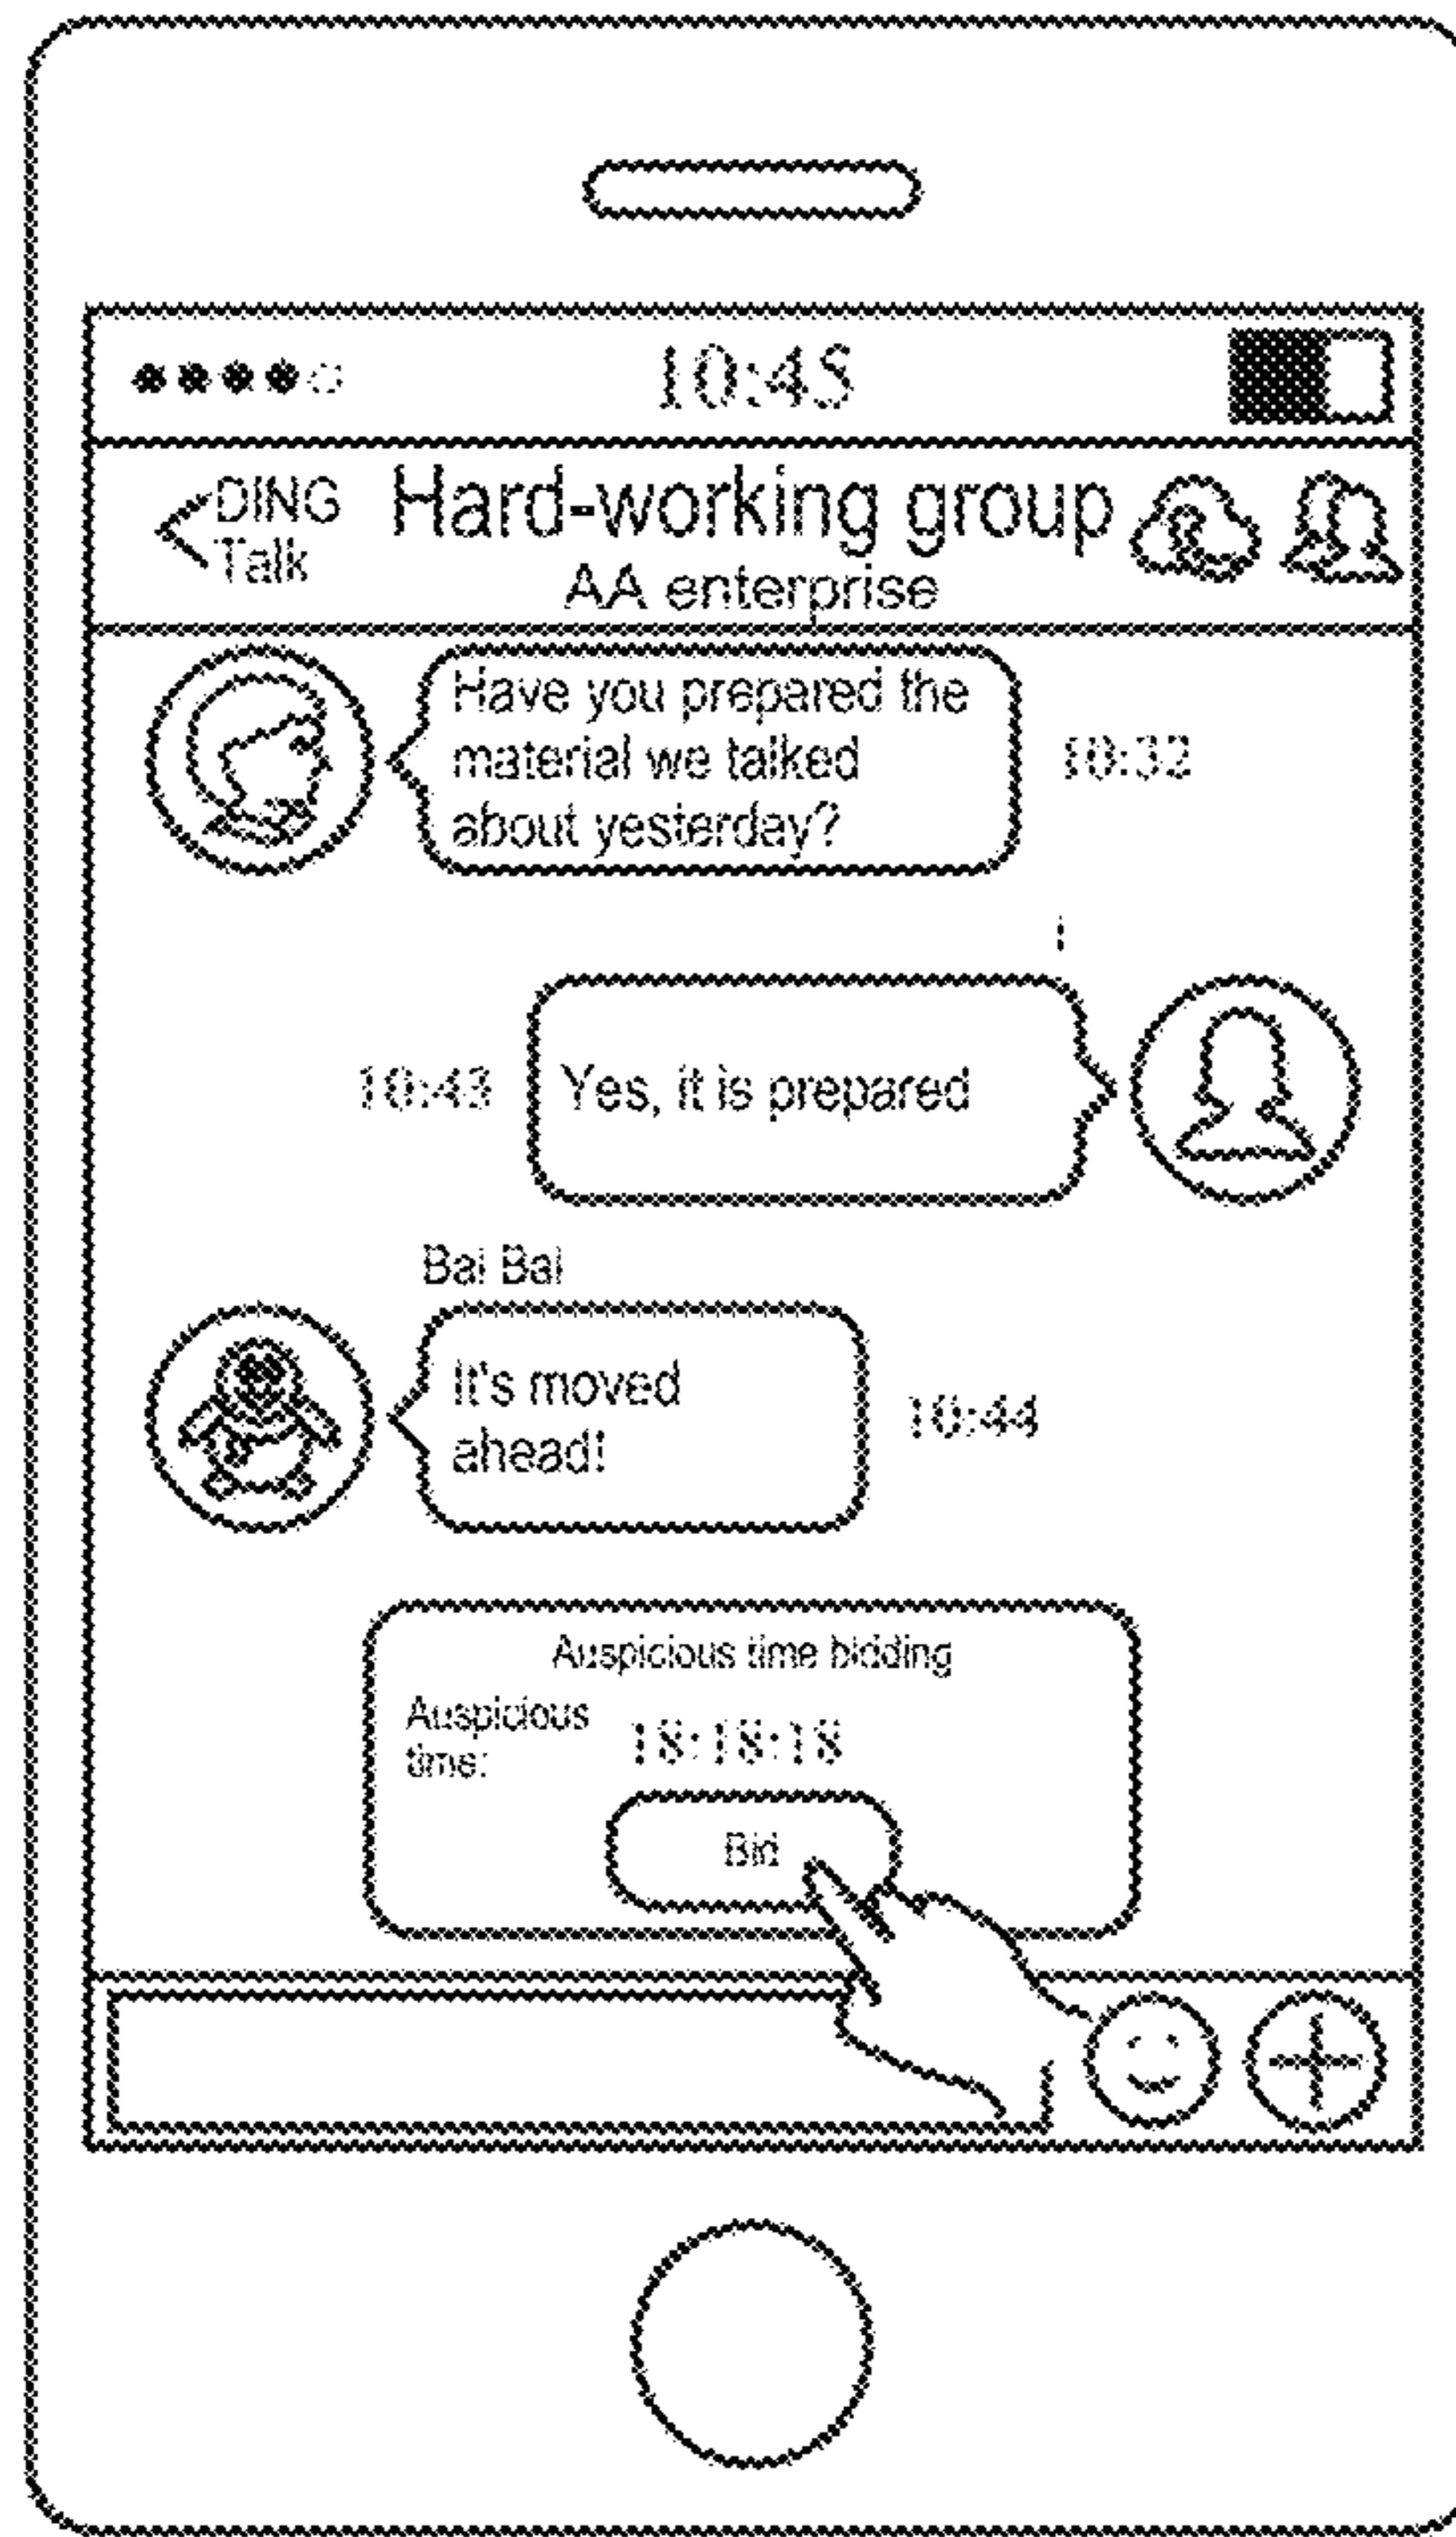 10:45
DING
Talk
Hard-working group
AA enterprise
Have you prepared the
material we talked
about yesterday?
10:32
10:43
Yes, it is prepared
Bai Bai
It's moved
ahead!
10:44
Auspicious time bidding
Auspicious
time:
18:18:18
Bid